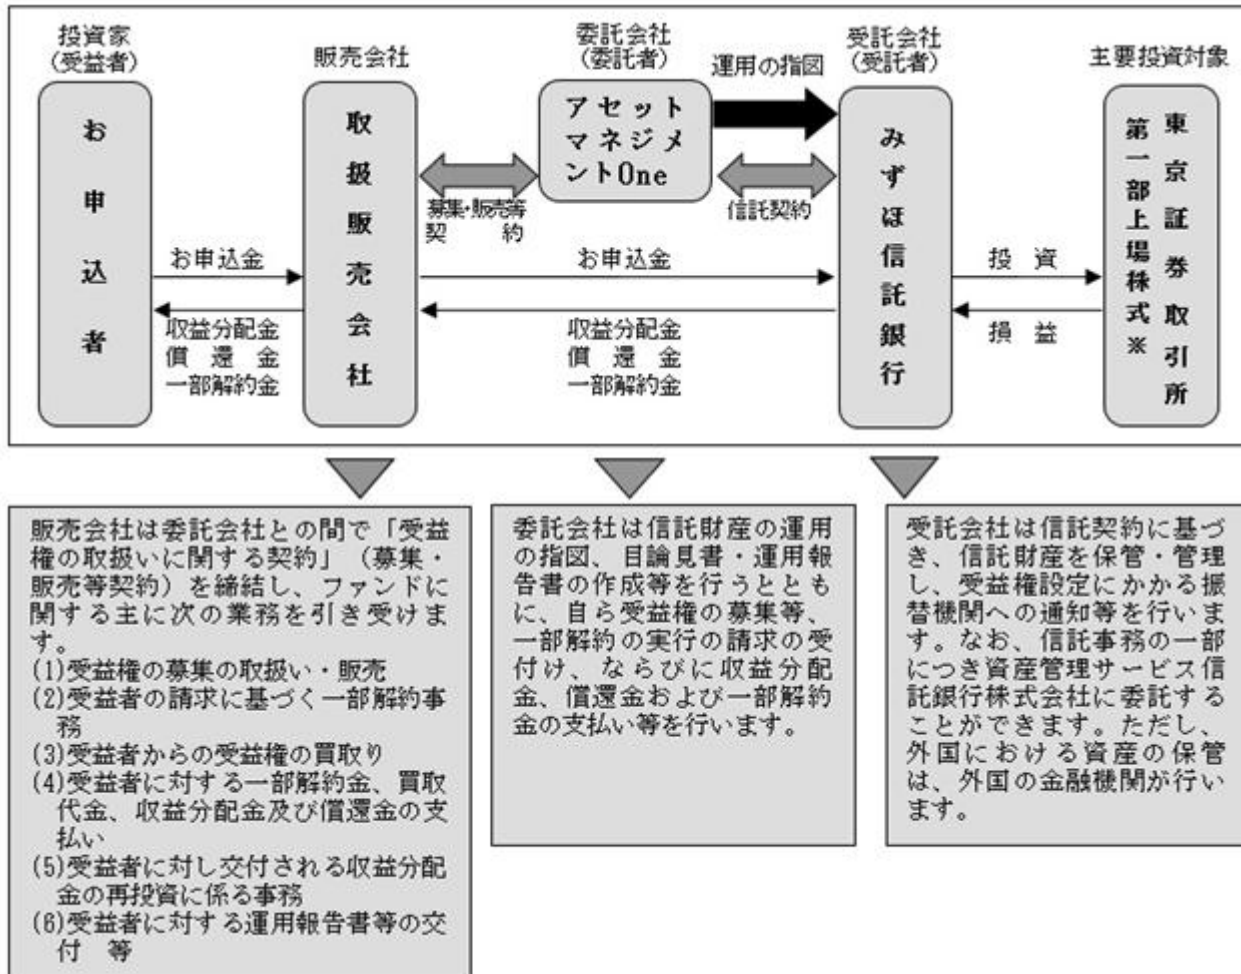 投資家
(受益者)
お申込者
販売会社
取扱販売会社
委託会社
(委託者)
アセット
マネジメ
ントOne
運用の指図
受託会社
(受託者)
みずほ信託銀行
主要投資対象
東京証券取引所
第一部上場株式※
募集・販売等
契 約
信託契約
お申込金
収益分配金
償 還 金
一部解約金
お申込金
収益分配金
償 還 金
一部解約金
投 資
損 益
販売会社は委託会社との間で「受益
権の取扱いに関する契約」(募集・
販売等契約)を締結し、ファンドに
関する主に次の業務を引き受けま
す。
(1)受益権の募集の取扱い・販売
(2)受益者の請求に基づく一部解約事
務
(3)受益者からの受益権の買取り
(4)受益者に対する一部解約金、買取
代金、収益分配金及び償還金の支
払い
(5)受益者に対し交付される収益分配
金の再投資に係る事務
(6)受益者に対する運用報告書等の交
付 等
委託会社は信託財産の運用
の指図、目論見書・運用報
告書の作成等を行うととも
に、自ら受益権の募集等、
一部解約の実行の請求の受
付け、ならびに収益分配
金、償還金および一部解約
金の支払い等を行います。
受託会社は信託契約に基づ
き、信託財産を保管・管理
し、受益権設定にかかる振
替機関への通知等を行いま
す。なお、信託事務の一部
につき資産管理サービス信
託銀行株式会社に委託する
ことができます。ただし、
外国における資産の保管
は、外国の金融機関が行い
ます。